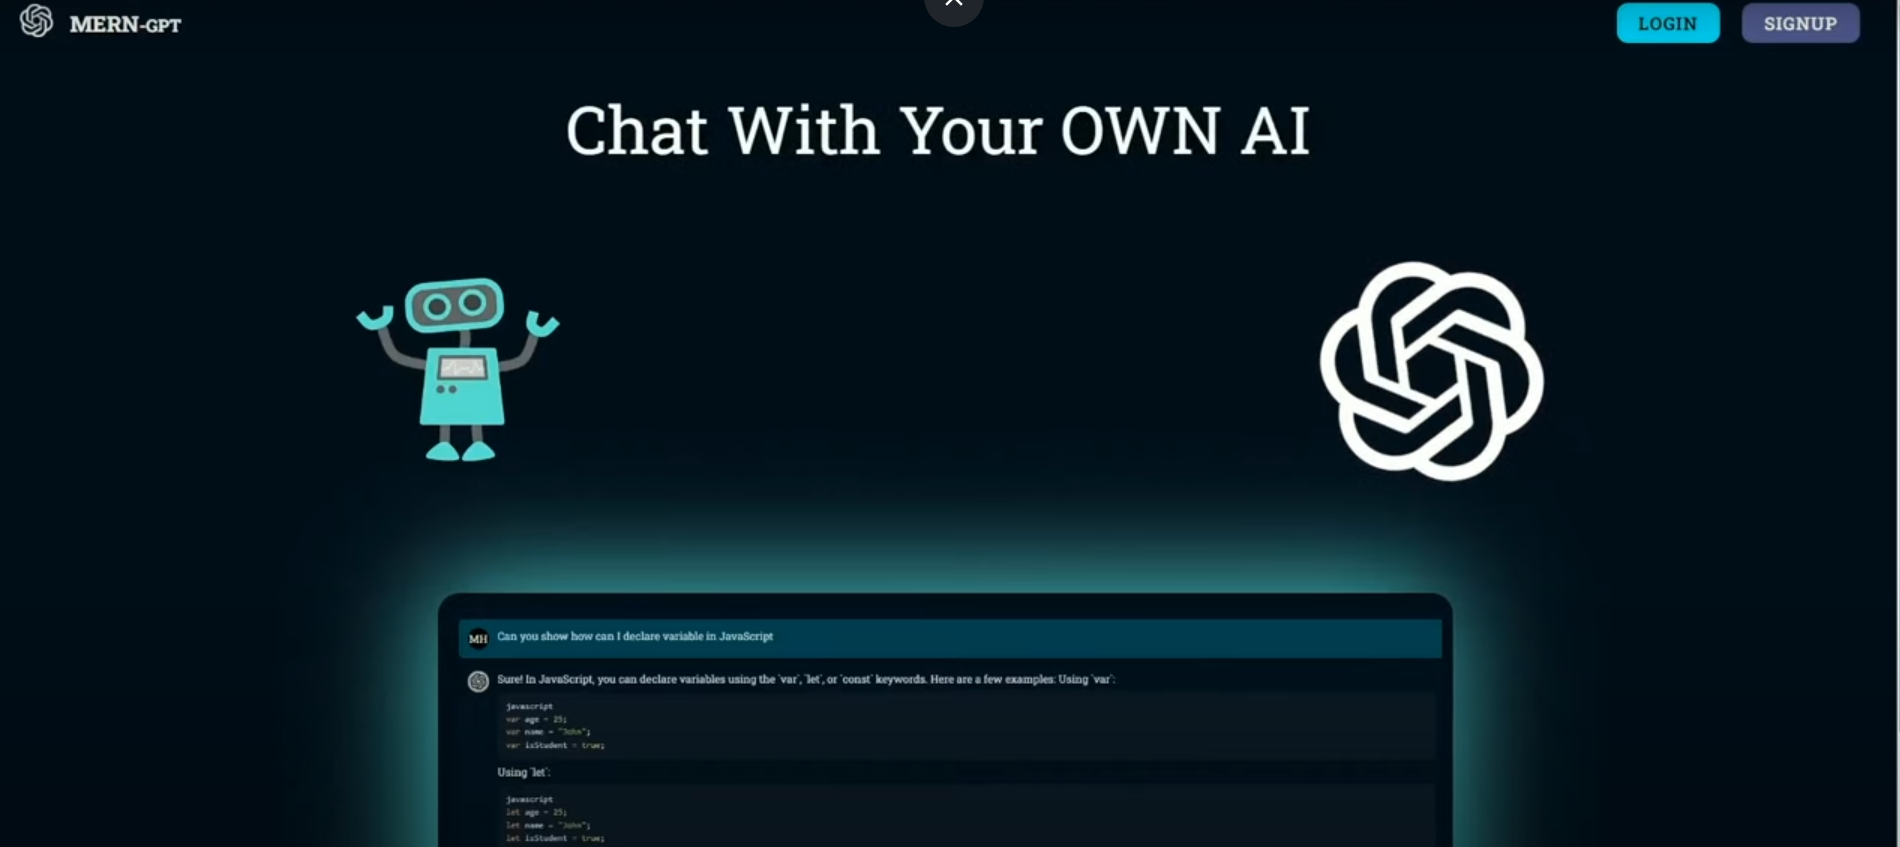 MERN-GPT
LOGIN
SIGNUP
Chat With Your OWN AI
MH
Can you show how can I declare variable in JavaScript
Sure! In JavaScript, you can declare variables using the `var`, `let`, or `const` keywords. Here are a few examples: Using `var`:
javascript
var age = 25;
var name = "John";
var isStudent = true;
Using `let`:
javascript
let age = 25;
let name = "John";
let isStudent = true;